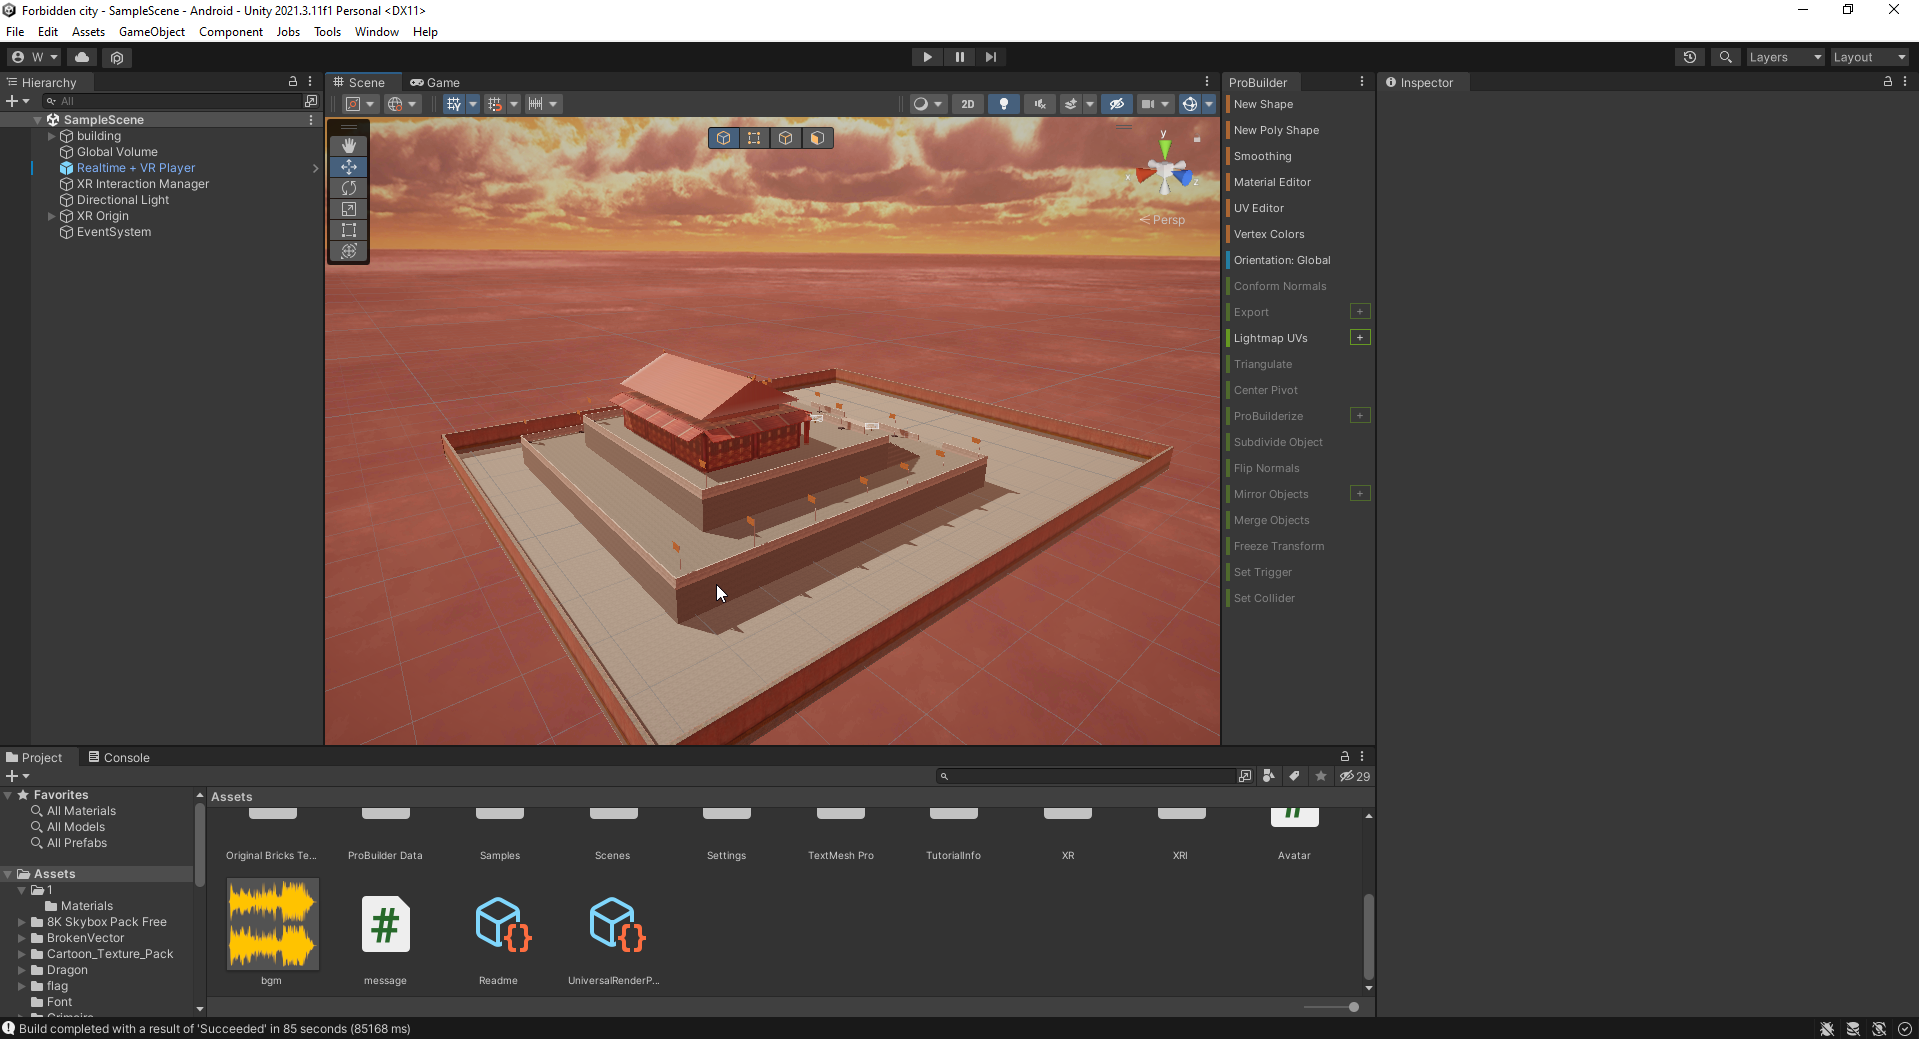 Forbidden city - SampleScene - Android - Unity 2021.3.11f1 Personal <DX11>
File Edit Assets GameObject Component Jobs Tools Window Help
W
Layers Layout
Hierarchy
All
SampleScene
building
Global Volume
Realtime + VR Player
XR Interaction Manager
Directional Light
XR Origin
EventSystem
Scene Game
2D
y
x z
Persp
ProBuilder
New Shape
New Poly Shape
Smoothing
Material Editor
UV Editor
Vertex Colors
Orientation: Global
Conform Normals
Export +
Lightmap UVs +
Triangulate
Center Pivot
ProBuilderize +
Subdivide Object
Flip Normals
Mirror Objects +
Merge Objects
Freeze Transform
Set Trigger
Set Collider
Inspector
Project Console
29
Favorites
All Materials
All Models
All Prefabs
Assets
1
Materials
8K Skybox Pack Free
BrokenVector
Cartoon_Texture_Pack
Dragon
flag
Font
Assets
Original Bricks Te... ProBuilder Data Samples Scenes Settings TextMesh Pro TutorialInfo XR XRI Avatar
bgm message Readme UniversalRenderP...
Build completed with a result of 'Succeeded' in 85 seconds (85168 ms)